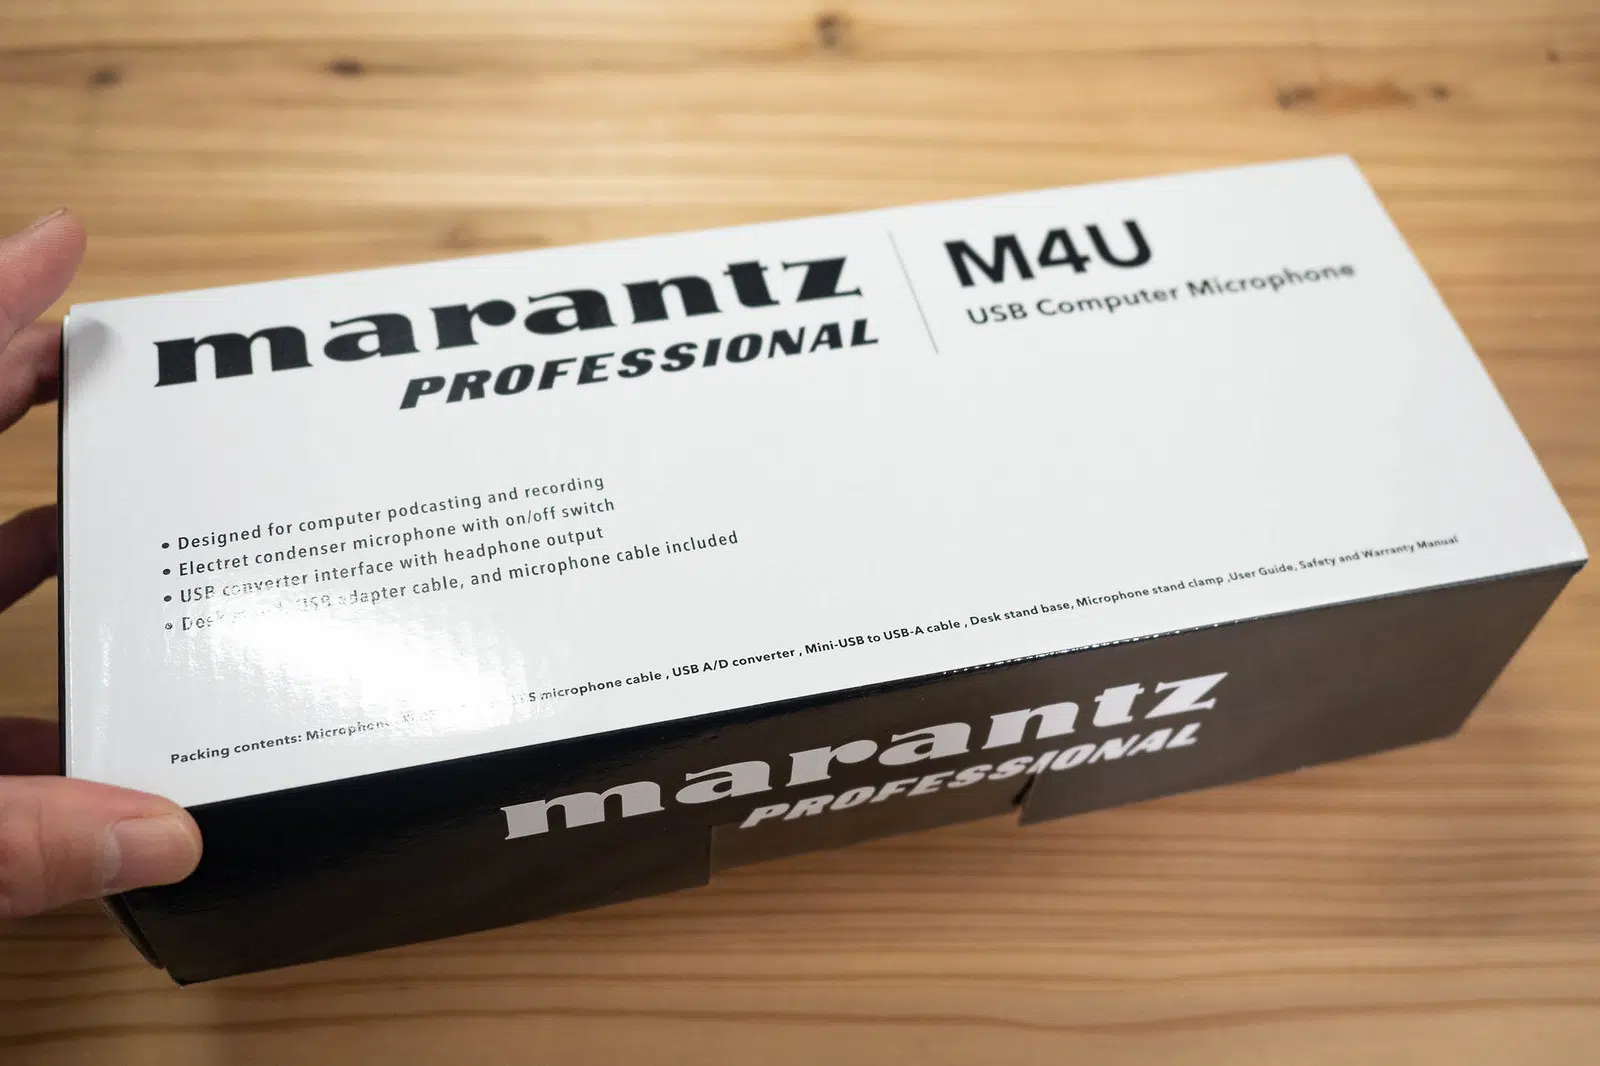 marantz
PROFESSIONAL
M4U
USB Computer Microphone
• Designed for computer podcasting and recording
• Electret condenser microphone with on/off switch
• USB converter interface with headphone output
• USB adapter cable, and microphone cable included
Packing contents: Microphone microphone cable , USB A/D converter , Mini-USB to USB-A cable , Desk stand base, Microphone stand clamp ,User Guide, Safety and Warranty Manual
marantz
PROFESSIONAL